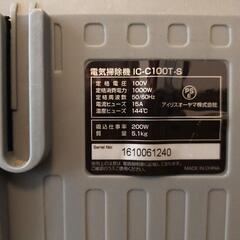 電気掃除機 IC-C100T-S
定格電圧 100V
定格消費電力 1000W
定格周波数 50/60Hz
電流ヒューズ 15A
温度ヒューズ 144℃
PS
E
アイリスオーヤマ株式会社
吸込仕事率 200W
質量 5.1kg
Serial No.
1610061240
MADE IN CHINA